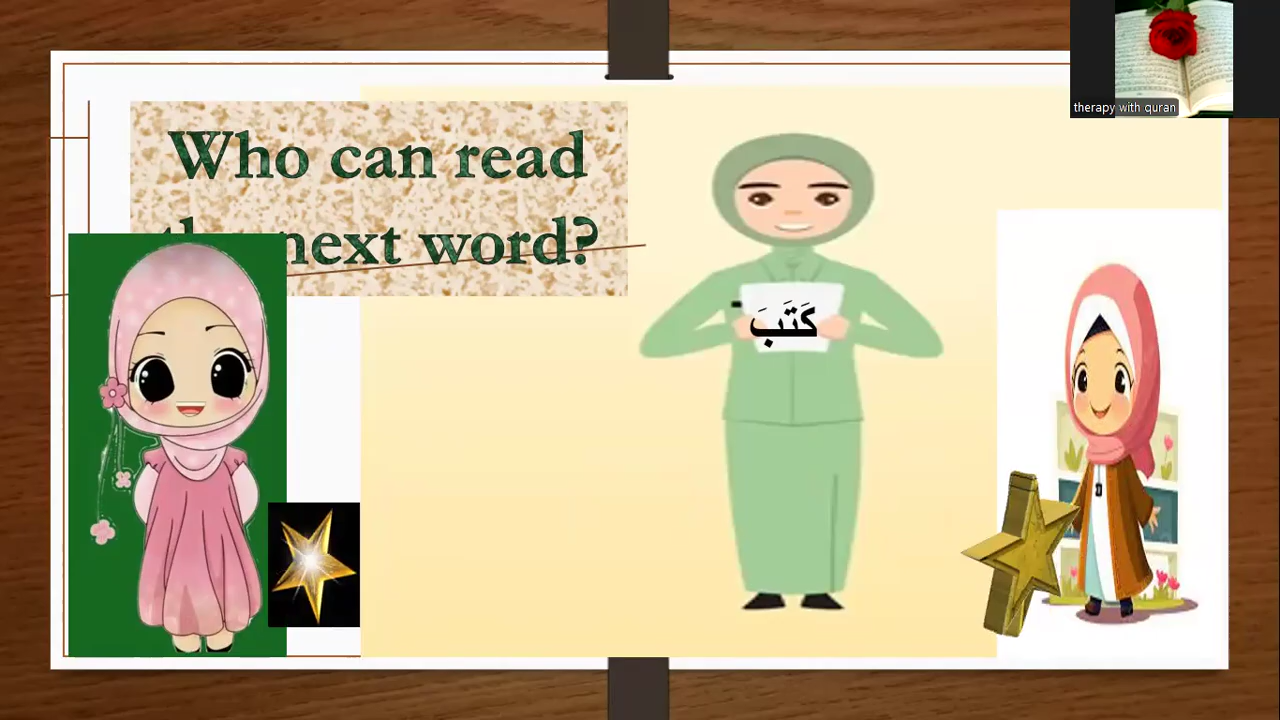 Who can read
next word?
كَتَبَ
therapy with quran